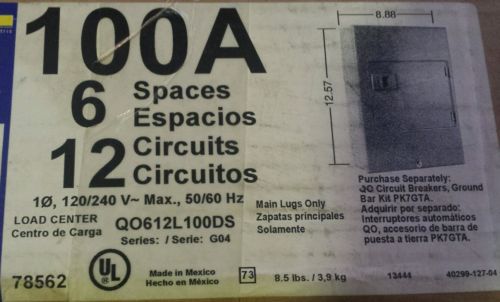 100A
8.88
12.57
6 Spaces
Espacios
12 Circuits
Circuitos
1Ø, 120/240 V~ Max., 50/60 Hz
LOAD CENTER
Centro de Carga
QO612L100DS
Series: / Serie: G04
Main Lugs Only
Zapatas principales
Solamente
Purchase Separately:
QO Circuit Breakers, Ground
Bar Kit PK7GTA.
Adquirir por separado:
Interruptores automáticos
QO, accesorio de barra de
puesta a tierra PK7GTA.
78562
UL
Made in Mexico
Hecho en México
73
8.5 lbs. / 3,9 kg
13444
40299-127-04